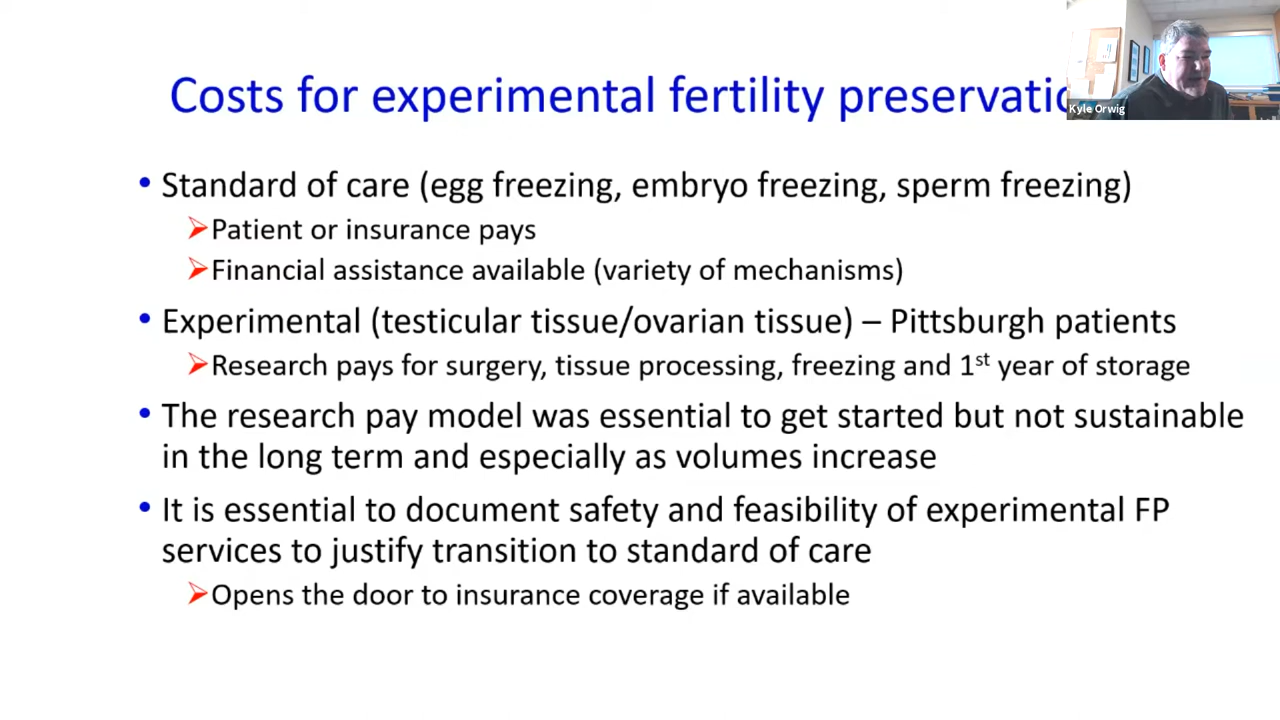 Costs for experimental fertility preservatio
Kyle Orwig
• Standard of care (egg freezing, embryo freezing, sperm freezing)
➢Patient or insurance pays
➢Financial assistance available (variety of mechanisms)
• Experimental (testicular tissue/ovarian tissue) – Pittsburgh patients
➢Research pays for surgery, tissue processing, freezing and 1st year of storage
• The research pay model was essential to get started but not sustainable
in the long term and especially as volumes increase
• It is essential to document safety and feasibility of experimental FP
services to justify transition to standard of care
➢Opens the door to insurance coverage if available